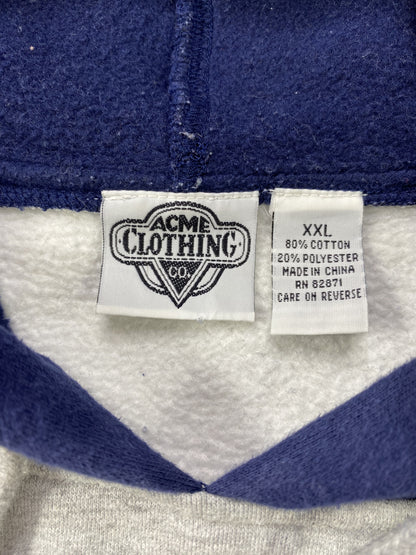 ACME
CLOTHING
CO.
XXL
80% COTTON
20% POLYESTER
MADE IN CHINA
RN 82871
CARE ON REVERSE